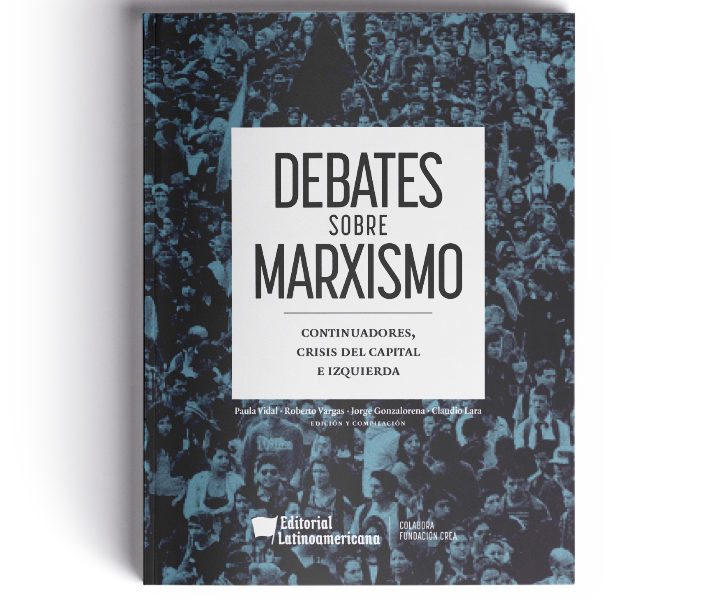 DEBATES
SOBRE
MARXISMO
CONTINUADORES,
CRISIS DEL CAPITAL
E IZQUIERDA
Paula Vidal · Roberto Vargas · Jorge Gonzalorena · Claudio Lara
EDICIÓN Y COMPILACIÓN
Editorial
Latinoamericana
COLABORA
FUNDACIÓN CREA